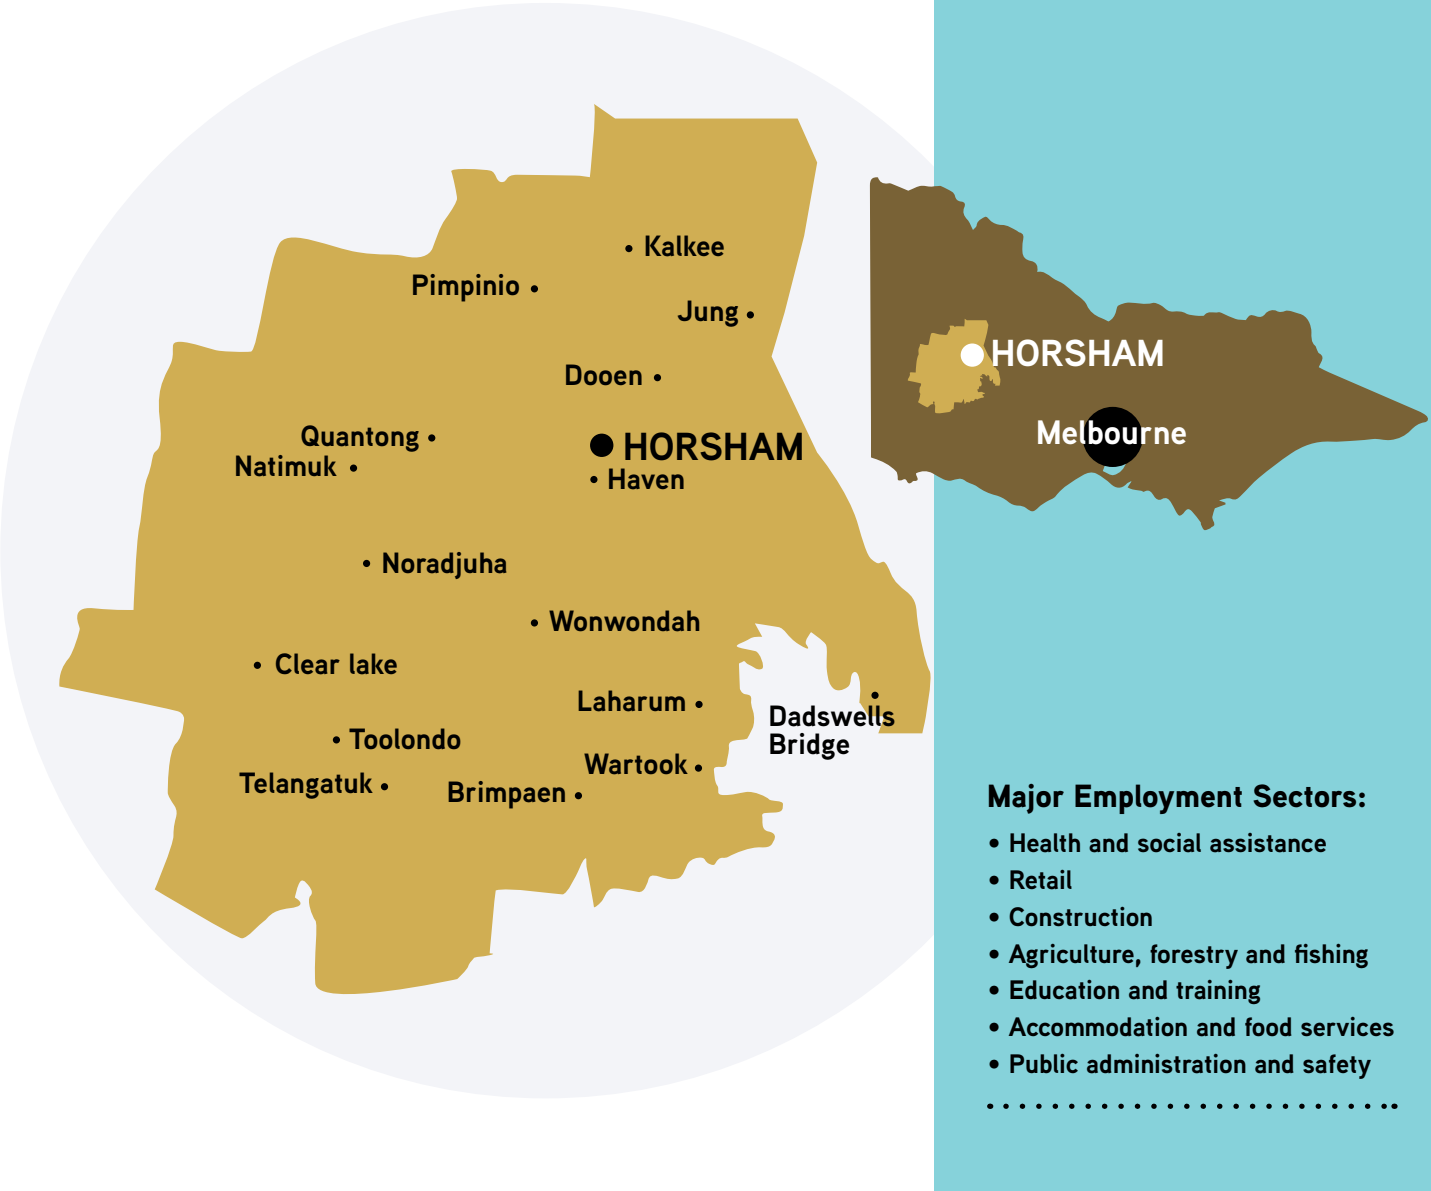 Kalkee
Pimpinio
Jung
Dooen
Quantong
HORSHAM
Natimuk
Haven
Noradjuha
Wonwondah
Clear lake
Laharum
Dadswells
Bridge
Toolondo
Wartook
Telangatuk
Brimpaen
HORSHAM
Melbourne
Major Employment Sectors:
• Health and social assistance
• Retail
• Construction
• Agriculture, forestry and fishing
• Education and training
• Accommodation and food services
• Public administration and safety